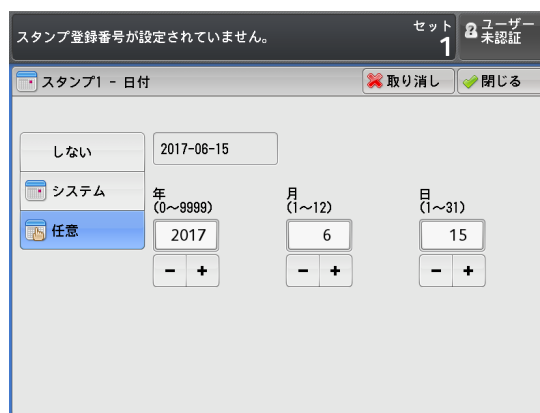 スタンプ登録番号が設定されていません。
セット
1
ユーザー
未認証
スタンプ1 - 日付
取り消し
閉じる
しない
2017-06-15
システム
任意
年
(0～9999)
月
(1～12)
日
(1～31)
2017
6
15
- +
- +
- +